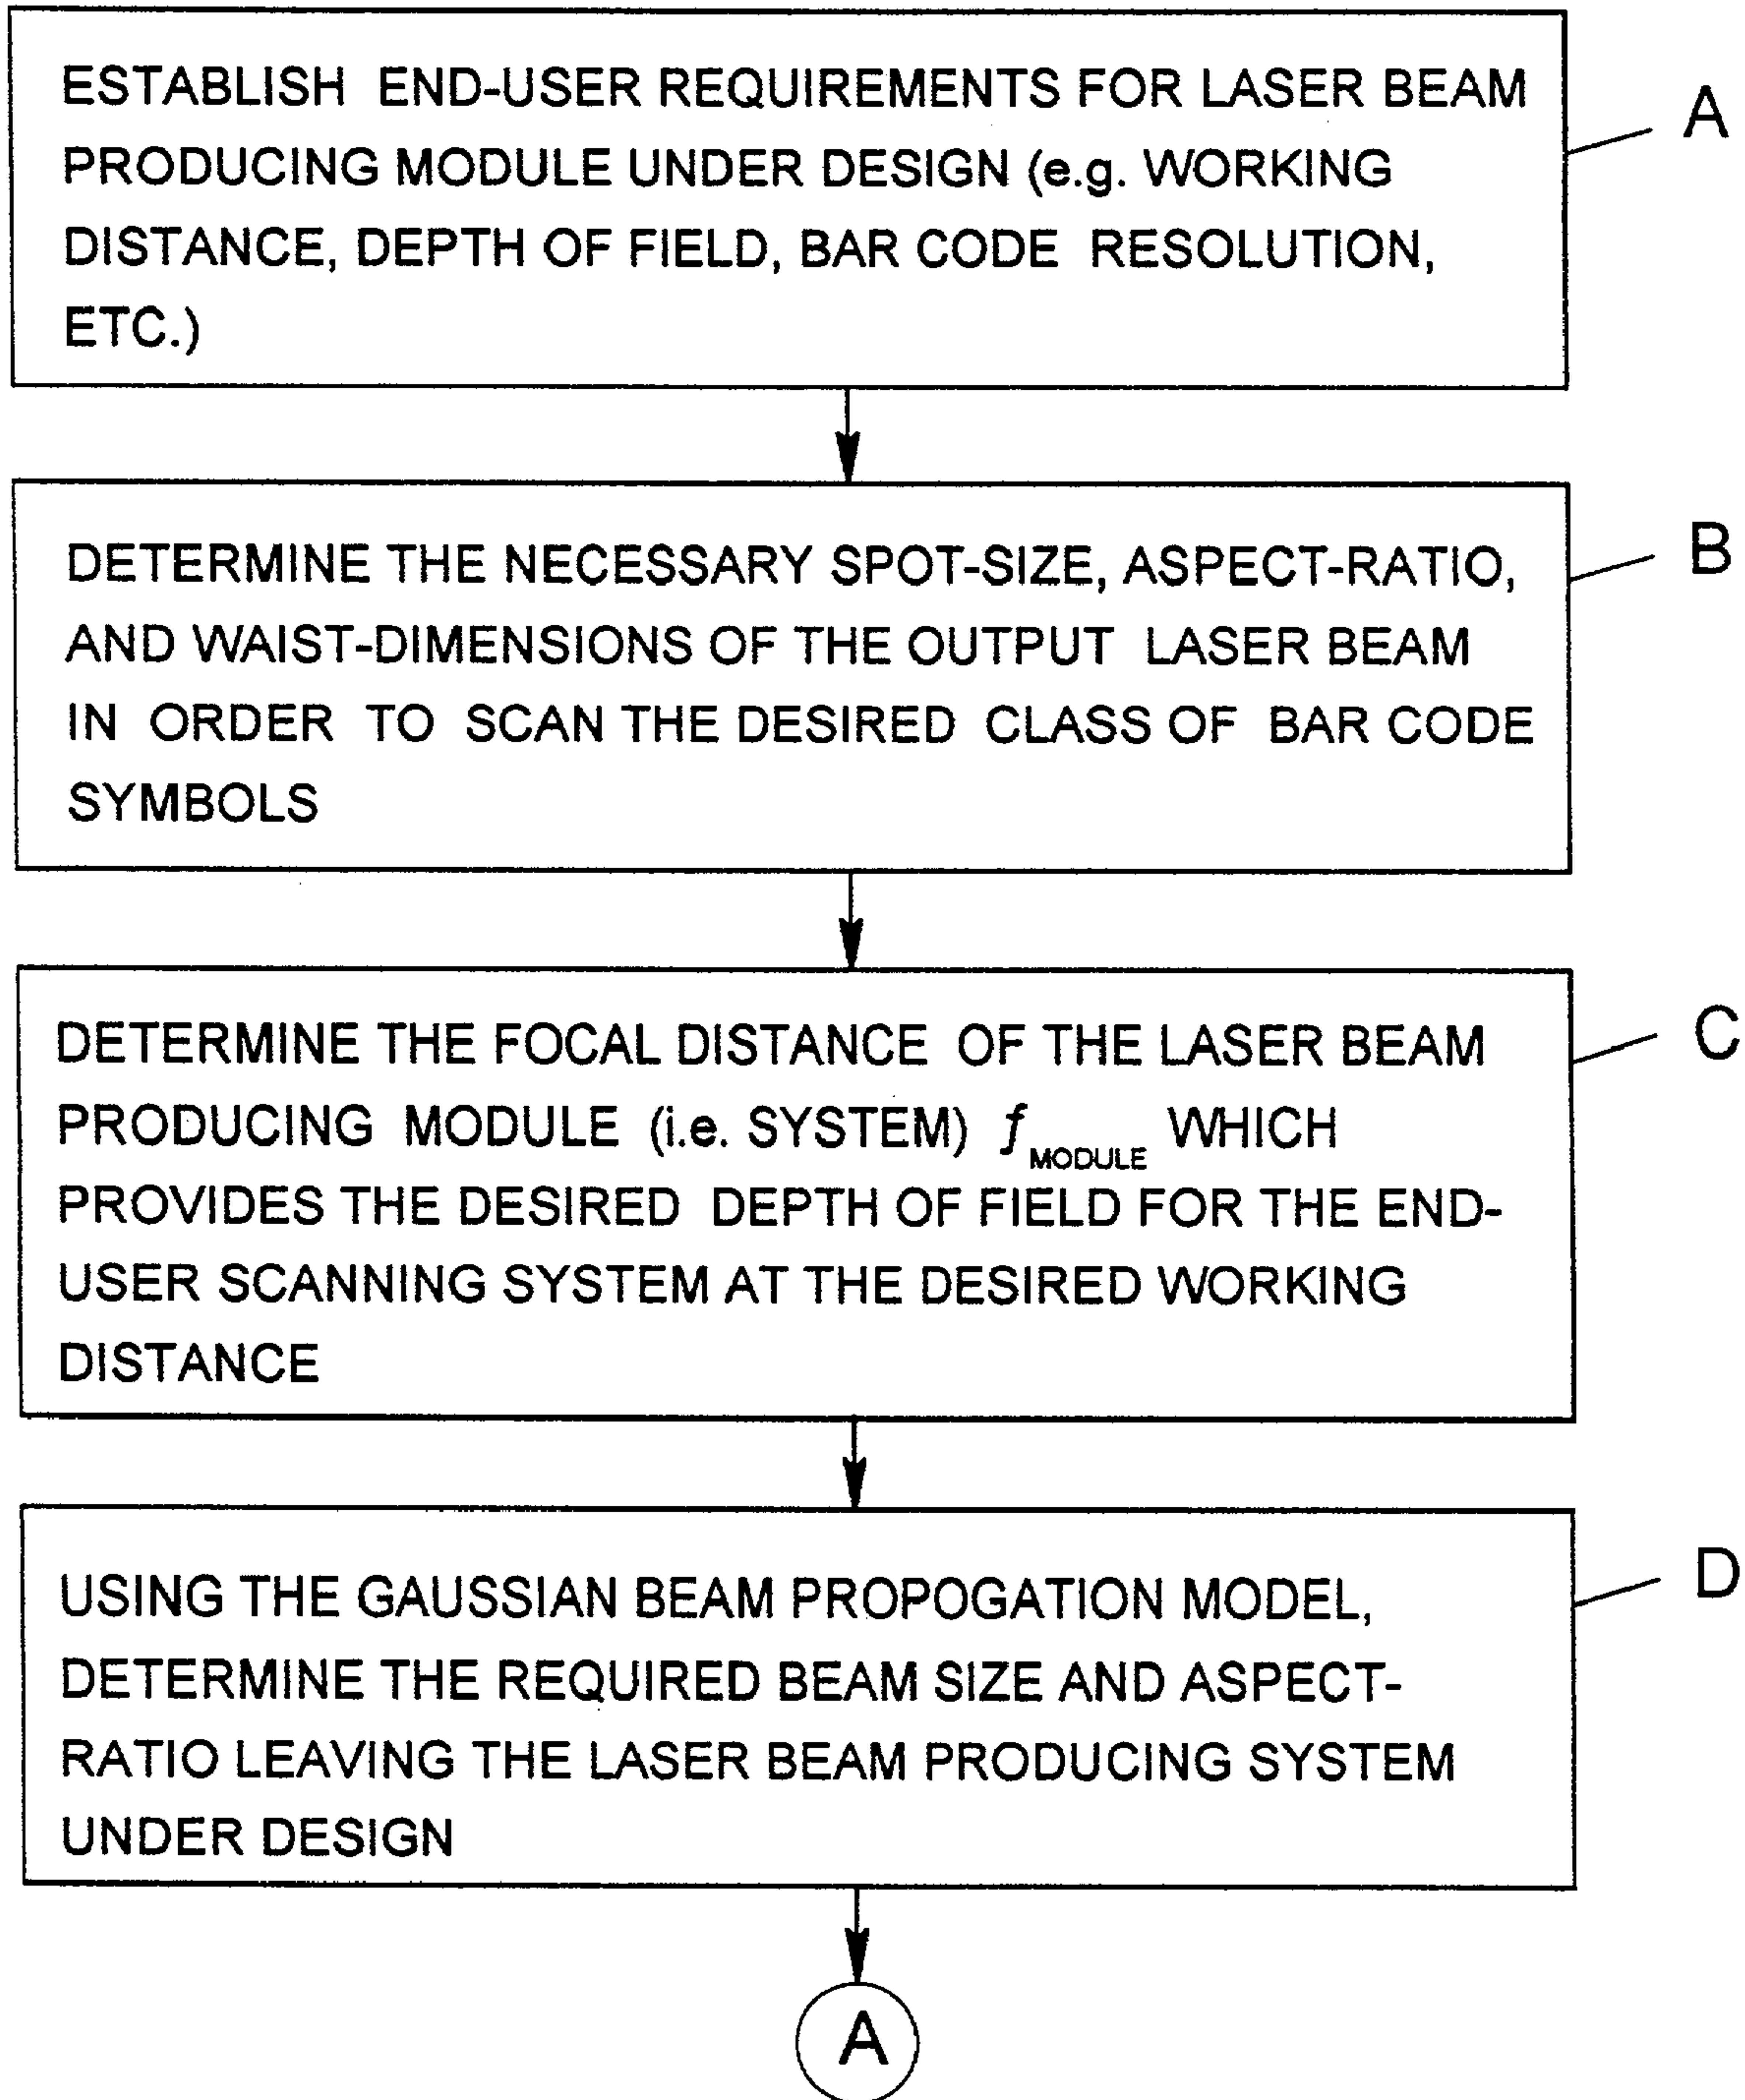 ESTABLISH END-USER REQUIREMENTS FOR LASER BEAM
PRODUCING MODULE UNDER DESIGN (e.g. WORKING
DISTANCE, DEPTH OF FIELD, BAR CODE RESOLUTION,
ETC.)
A
DETERMINE THE NECESSARY SPOT-SIZE, ASPECT-RATIO,
AND WAIST-DIMENSIONS OF THE OUTPUT LASER BEAM
IN ORDER TO SCAN THE DESIRED CLASS OF BAR CODE
SYMBOLS
B
DETERMINE THE FOCAL DISTANCE OF THE LASER BEAM
PRODUCING MODULE (i.e. SYSTEM) f MODULE WHICH
PROVIDES THE DESIRED DEPTH OF FIELD FOR THE END-
USER SCANNING SYSTEM AT THE DESIRED WORKING
DISTANCE
C
USING THE GAUSSIAN BEAM PROPOGATION MODEL,
DETERMINE THE REQUIRED BEAM SIZE AND ASPECT-
RATIO LEAVING THE LASER BEAM PRODUCING SYSTEM
UNDER DESIGN
D
A